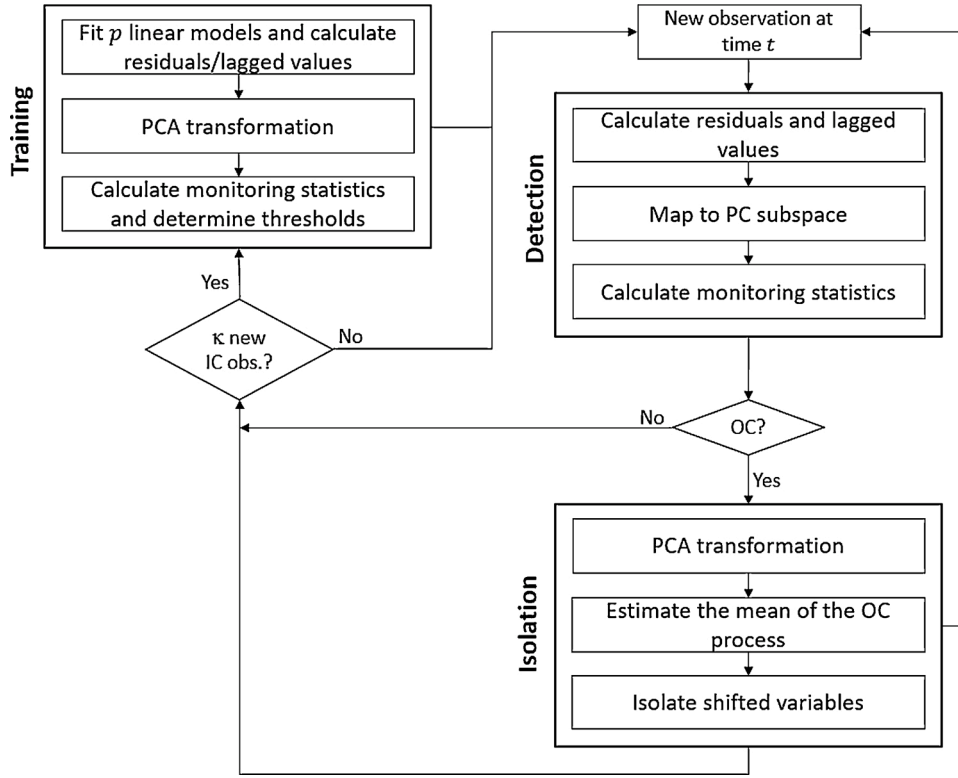 Training
Fit p linear models and calculate
residuals/lagged values
PCA transformation
Calculate monitoring statistics
and determine thresholds
Yes
κ new
IC obs.?
No
New observation at
time t
Detection
Calculate residuals and lagged
values
Map to PC subspace
Calculate monitoring statistics
No
OC?
Yes
Isolation
PCA transformation
Estimate the mean of the OC
process
Isolate shifted variables